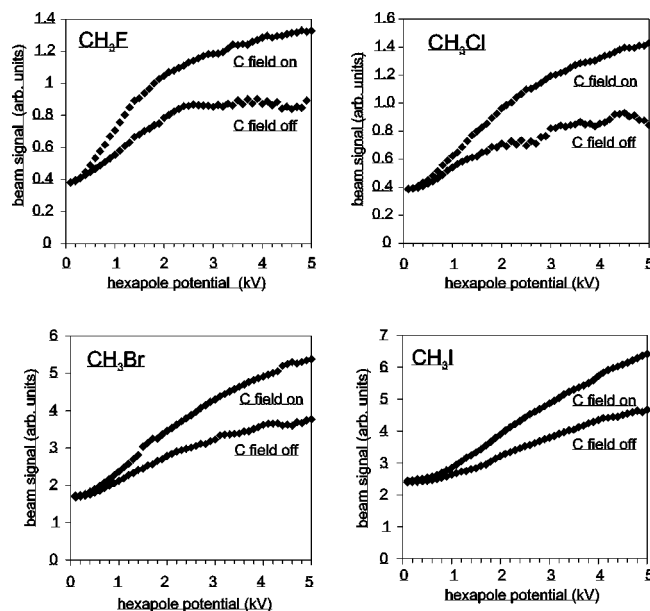 CH₃F
beam signal (arb. units)
1.4
1.2
1
0.8
0.6
0.4
0.2
0
C field on
C field off
0 1 2 3 4 5
hexapole potential (kV)
CH₃Cl
beam signal (arb. units)
1.6
1.4
1.2
1.0
0.8
0.6
0.4
0.2
0
C field on
C field off
0 1 2 3 4 5
hexapole potential (kV)
CH₃Br
beam signal (arb. units)
6
5
4
3
2
1
0
C field on
C field off
0 1 2 3 4 5
hexapole potential (kV)
CH₃I
beam signal (arb. units)
7
6
5
4
3
2
1
0
C field on
C field off
0 1 2 3 4 5
hexapole potential (kV)